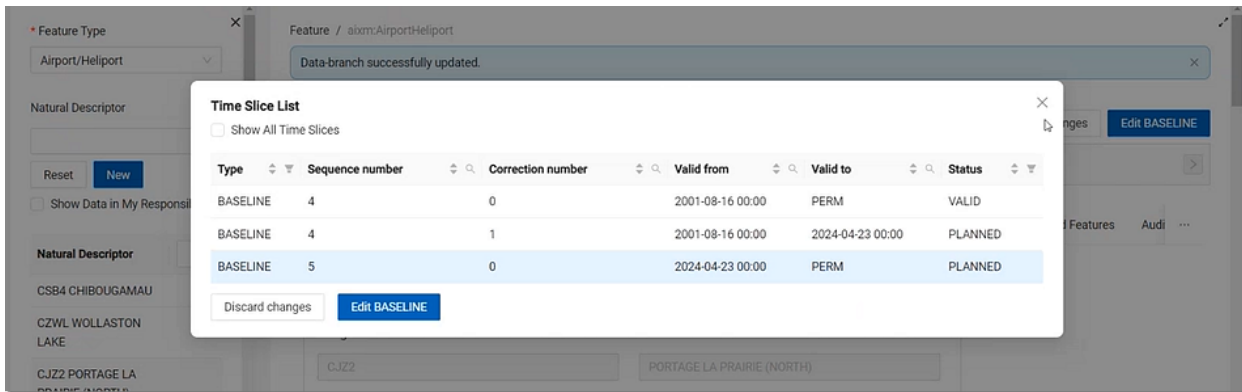 * Feature Type
Airport/Heliport
Natural Descriptor
Reset New
Show Data in My Responsi
Natural Descriptor
CSB4 CHIBOUGAMAU
CZWL WOLLASTON
LAKE
CJZ2 PORTAGE LA
PRAIRIE (NORTH)
Feature / aixm:AirportHeliport
Data-branch successfully updated.
nges Edit BASELINE
d Features Audi ...
Time Slice List
Show All Time Slices
Type Sequence number Correction number Valid from Valid to Status
BASELINE 4 0 2001-08-16 00:00 PERM VALID
BASELINE 4 1 2001-08-16 00:00 2024-04-23 00:00 PLANNED
BASELINE 5 0 2024-04-23 00:00 PERM PLANNED
Discard changes Edit BASELINE
CJZ2 PORTAGE LA PRAIRIE (NORTH)